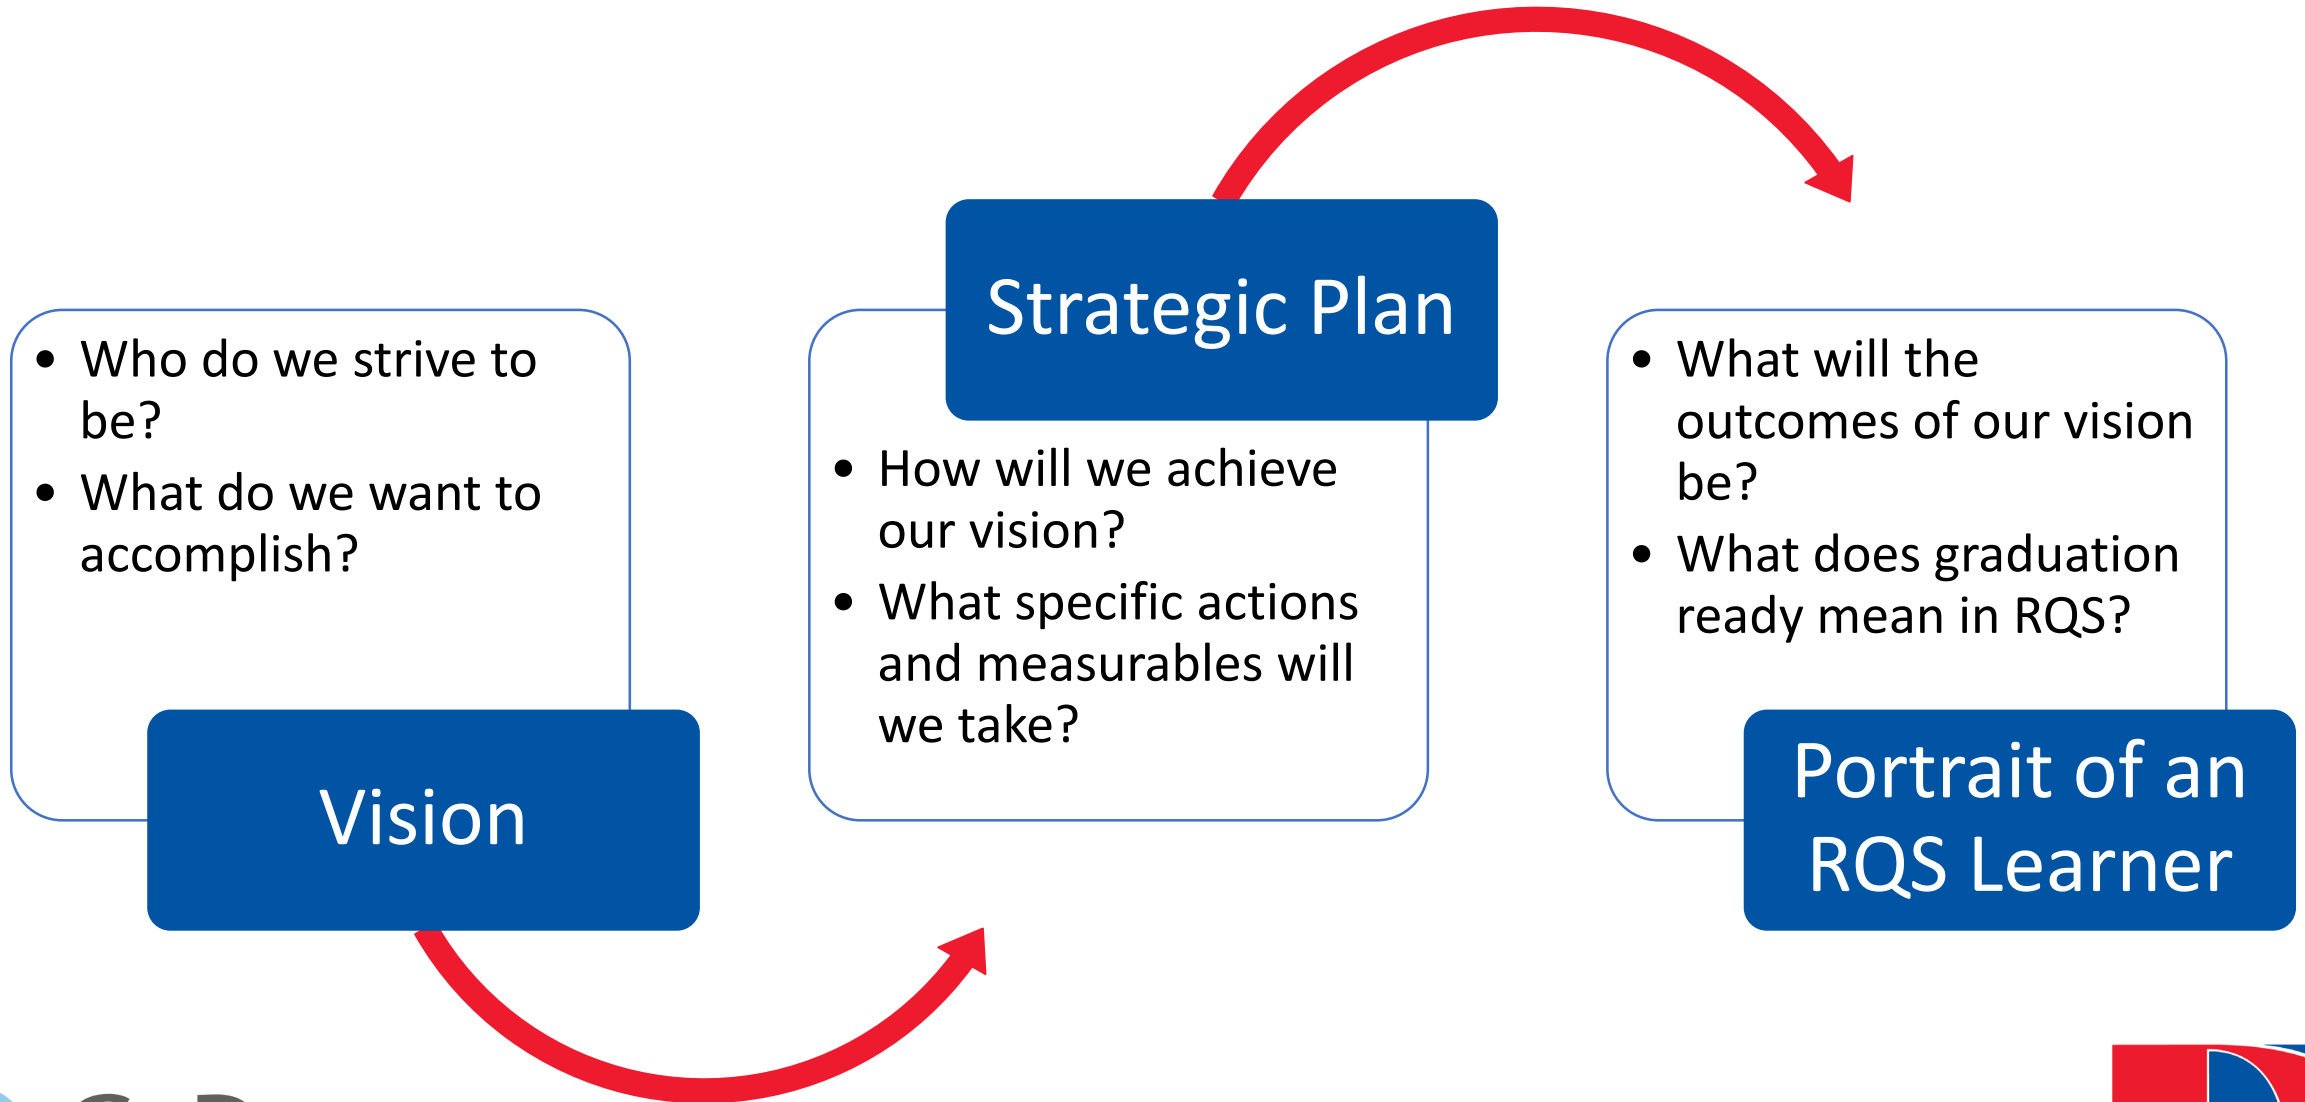 • Who do we strive to
be?
• What do we want to
accomplish?
Vision
Strategic Plan
• How will we achieve
our vision?
• What specific actions
and measurables will
we take?
• What will the
outcomes of our vision
be?
• What does graduation
ready mean in RQS?
Portrait of an
RQS Learner